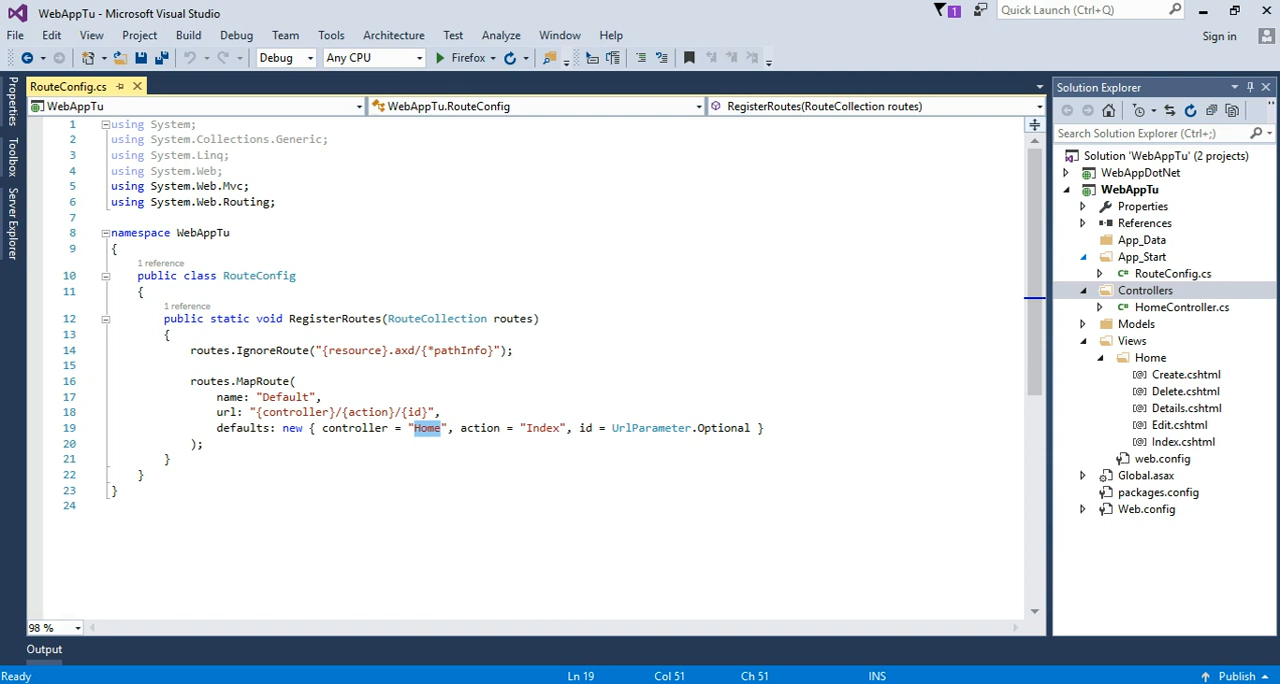 WebAppTu - Microsoft Visual Studio
1
Quick Launch (Ctrl+Q)
File Edit View Project Build Debug Team Tools Architecture Test Analyze Window Help
Sign in
Debug Any CPU Firefox
Properties
Toolbox
Server Explorer
RouteConfig.cs
WebAppTu WebAppTu.RouteConfig RegisterRoutes(RouteCollection routes)
1 using System;
2 using System.Collections.Generic;
3 using System.Linq;
4 using System.Web;
5 using System.Web.Mvc;
6 using System.Web.Routing;
7
8 namespace WebAppTu
9 {
1 reference
10 public class RouteConfig
11 {
1 reference
12 public static void RegisterRoutes(RouteCollection routes)
13 {
14 routes.IgnoreRoute("{resource}.axd/{*pathInfo}");
15
16 routes.MapRoute(
17 name: "Default",
18 url: "{controller}/{action}/{id}",
19 defaults: new { controller = "Home", action = "Index", id = UrlParameter.Optional }
20 );
21 }
22 }
23 }
24
98 %
Solution Explorer
Search Solution Explorer (Ctrl+;)
Solution 'WebAppTu' (2 projects)
WebAppDotNet
WebAppTu
Properties
References
App_Data
App_Start
C# RouteConfig.cs
Controllers
C# HomeController.cs
Models
Views
Home
[@] Create.cshtml
[@] Delete.cshtml
[@] Details.cshtml
[@] Edit.cshtml
[@] Index.cshtml
web.config
Global.asax
packages.config
Web.config
Output
Ready Ln 19 Col 51 Ch 51 INS Publish